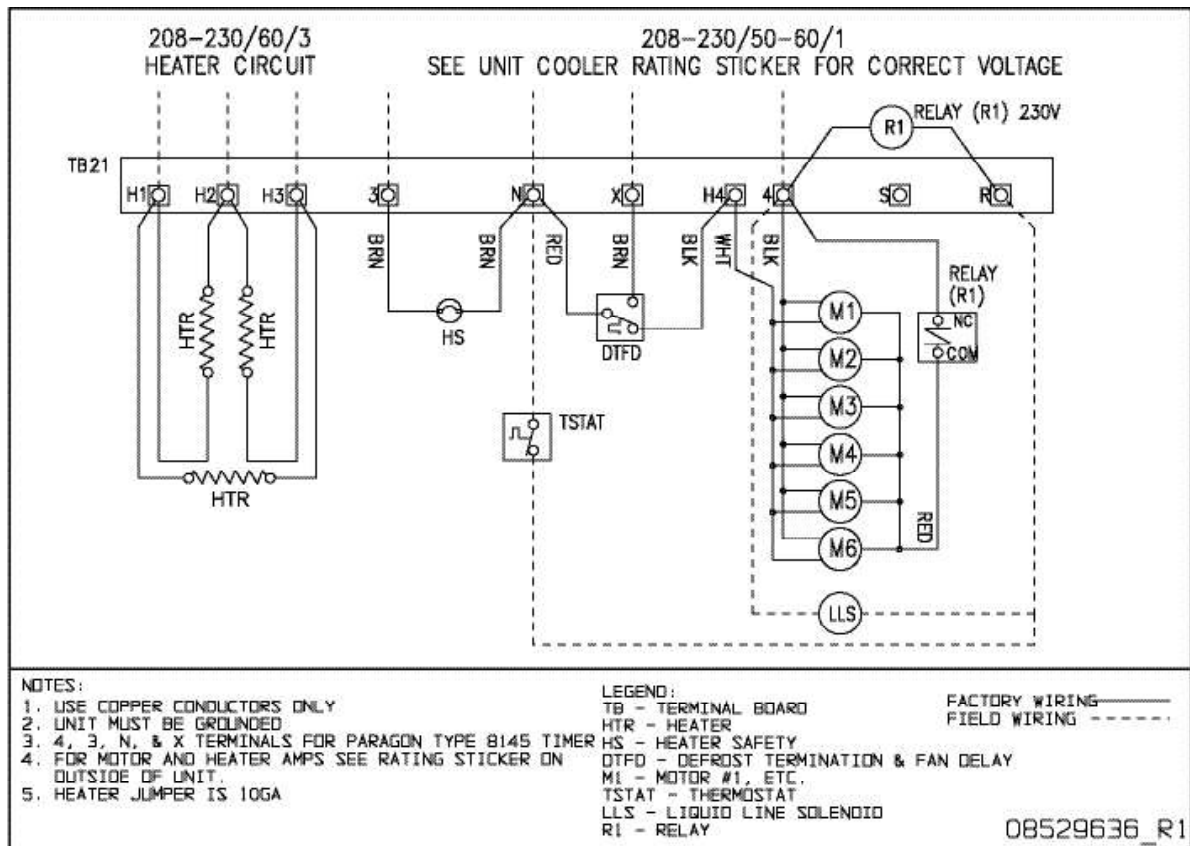 208-230/60/3
HEATER CIRCUIT
208-230/50-60/1
SEE UNIT COOLER RATING STICKER FOR CORRECT VOLTAGE
RELAY (R1) 230V
R1
TB21
H1
H2
H3
3
N
X
H4
4
S
R
BRN
BRN
RED
BRN
BLK
WHT
BLK
RELAY
(R1)
NC
COM
HTR
HTR
HTR
HS
DTFD
TSTAT
M1
M2
M3
M4
M5
M6
RED
LLS
NOTES:
1. USE COPPER CONDUCTORS ONLY
2. UNIT MUST BE GROUNDED
3. 4, 3, N, & X TERMINALS FOR PARAGON TYPE 8145 TIMER
4. FOR MOTOR AND HEATER AMPS SEE RATING STICKER ON
OUTSIDE OF UNIT.
5. HEATER JUMPER IS 10GA
LEGEND:
TB - TERMINAL BOARD
HTR - HEATER
HS - HEATER SAFETY
DTFD - DEFROST TERMINATION & FAN DELAY
M1 - MOTOR #1, ETC.
TSTAT - THERMOSTAT
LLS - LIQUID LINE SOLENOID
R1 - RELAY
FACTORY WIRING
FIELD WIRING
08529636_R1